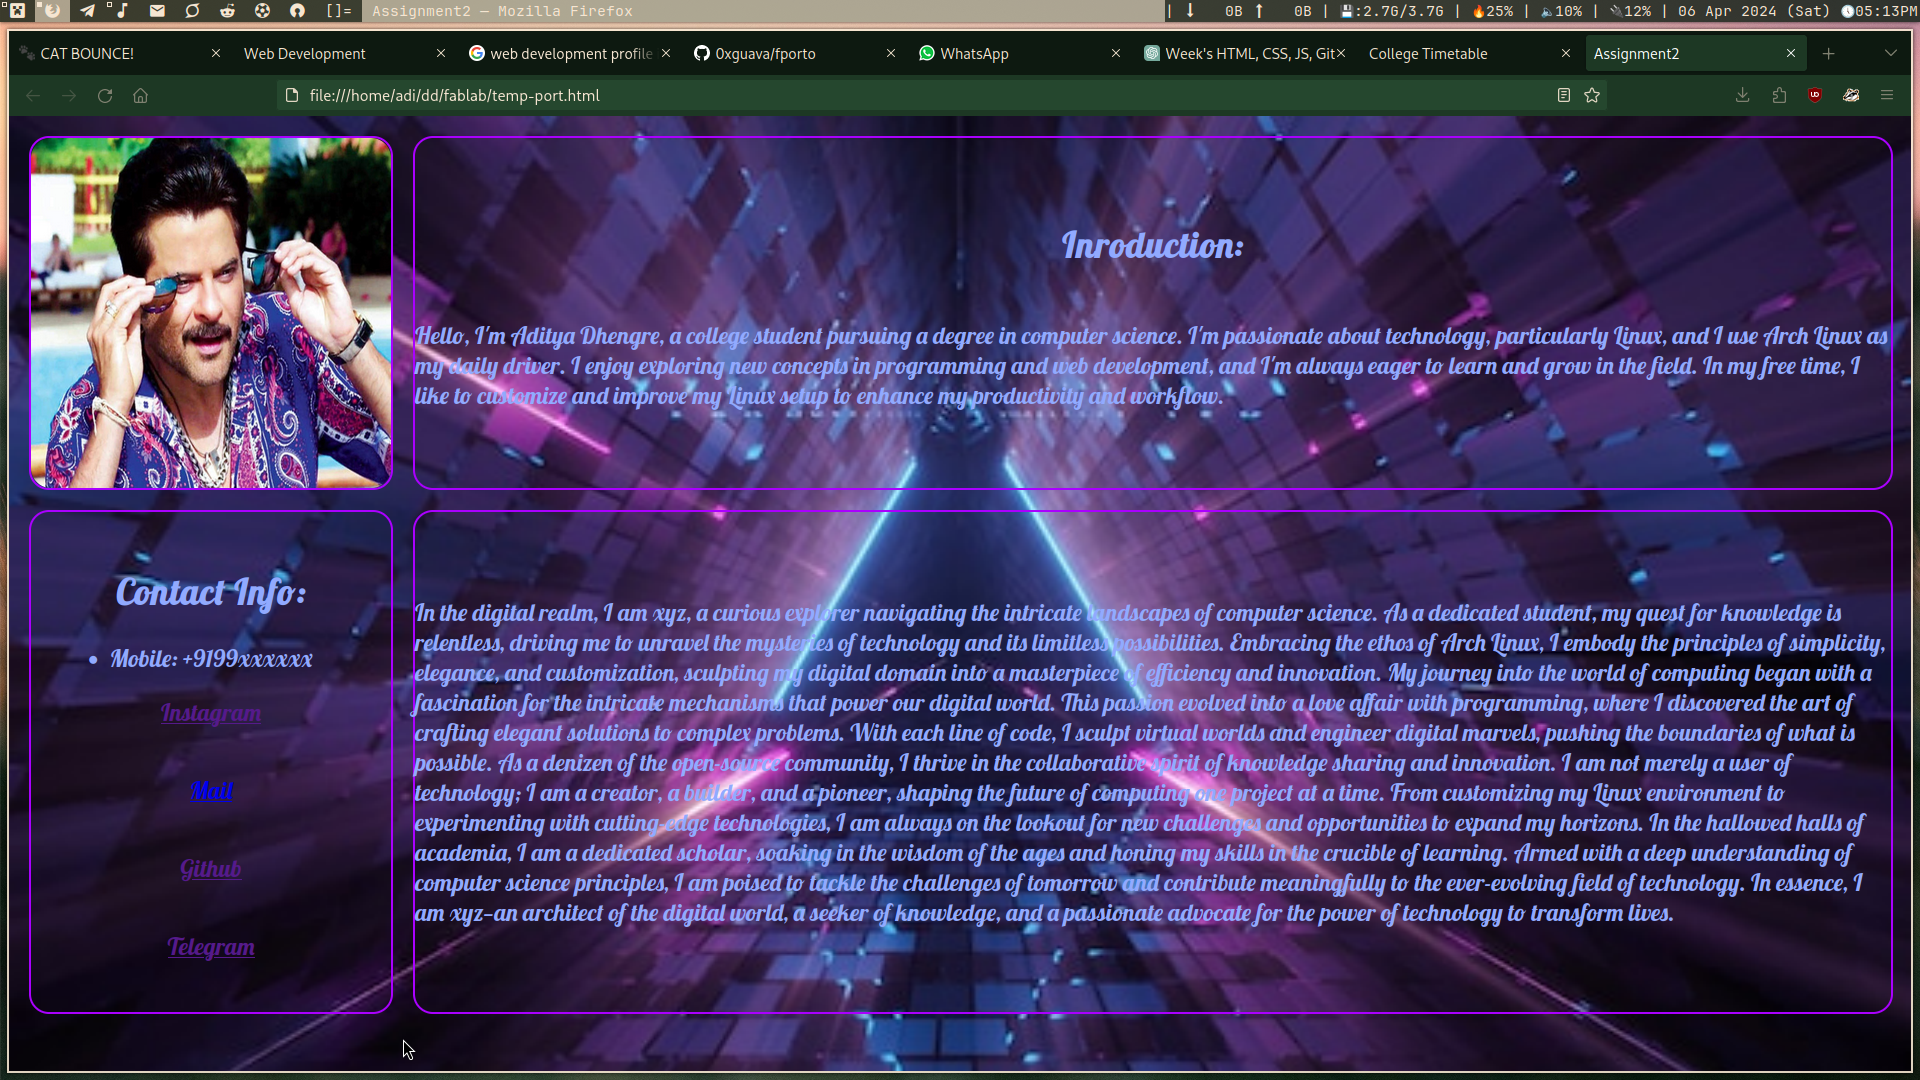 []= Assignment2 — Mozilla Firefox | 0B 0B | :2.7G/3.7G | 25% | 10% | 12% | 06 Apr 2024 (Sat) 05:13PM
CAT BOUNCE! Web Development web development profile 0xguava/fporto WhatsApp Week's HTML, CSS, JS, Git College Timetable Assignment2
file:///home/adi/dd/fablab/temp-port.html
Inroduction:
Hello, I'm Aditya Dhengre, a college student pursuing a degree in computer science. I'm passionate about technology, particularly Linux, and I use Arch Linux as
my daily driver. I enjoy exploring new concepts in programming and web development, and I'm always eager to learn and grow in the field. In my free time, I
like to customize and improve my Linux setup to enhance my productivity and workflow.
Contact Info:
• Mobile: +9199xxxxxx
Instagram
Mail
Github
Telegram
In the digital realm, I am xyz, a curious explorer navigating the intricate landscapes of computer science. As a dedicated student, my quest for knowledge is
relentless, driving me to unravel the mysteries of technology and its limitless possibilities. Embracing the ethos of Arch Linux, I embody the principles of simplicity,
elegance, and customization, sculpting my digital domain into a masterpiece of efficiency and innovation. My journey into the world of computing began with a
fascination for the intricate mechanisms that power our digital world. This passion evolved into a love affair with programming, where I discovered the art of
crafting elegant solutions to complex problems. With each line of code, I sculpt virtual worlds and engineer digital marvels, pushing the boundaries of what is
possible. As a denizen of the open-source community, I thrive in the collaborative spirit of knowledge sharing and innovation. I am not merely a user of
technology; I am a creator, a builder, and a pioneer, shaping the future of computing one project at a time. From customizing my Linux environment to
experimenting with cutting-edge technologies, I am always on the lookout for new challenges and opportunities to expand my horizons. In the hallowed halls of
academia, I am a dedicated scholar, soaking in the wisdom of the ages and honing my skills in the crucible of learning. Armed with a deep understanding of
computer science principles, I am poised to tackle the challenges of tomorrow and contribute meaningfully to the ever-evolving field of technology. In essence, I
am xyz—an architect of the digital world, a seeker of knowledge, and a passionate advocate for the power of technology to transform lives.